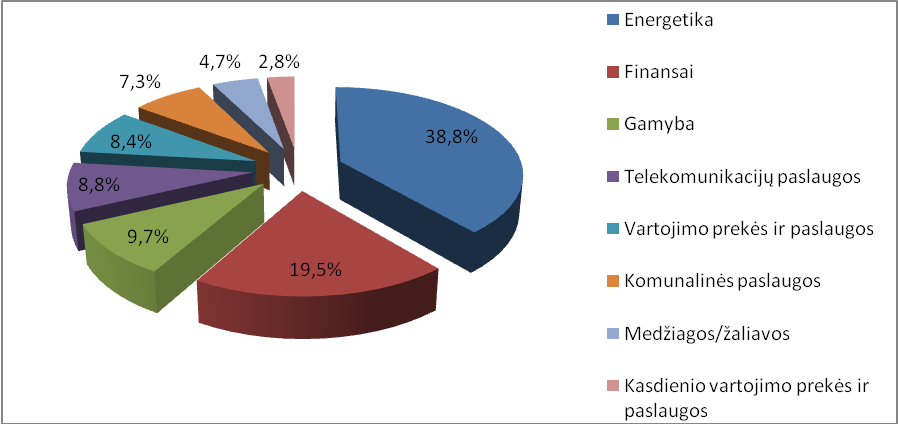 38,8%
19,5%
9,7%
8,8%
8,4%
7,3%
4,7%
2,8%
Energetika
Finansai
Gamyba
Telekomunikacijų paslaugos
Vartojimo prekės ir paslaugos
Komunalinės paslaugos
Medžiagos/žaliavos
Kasdienio vartojimo prekės ir
paslaugos